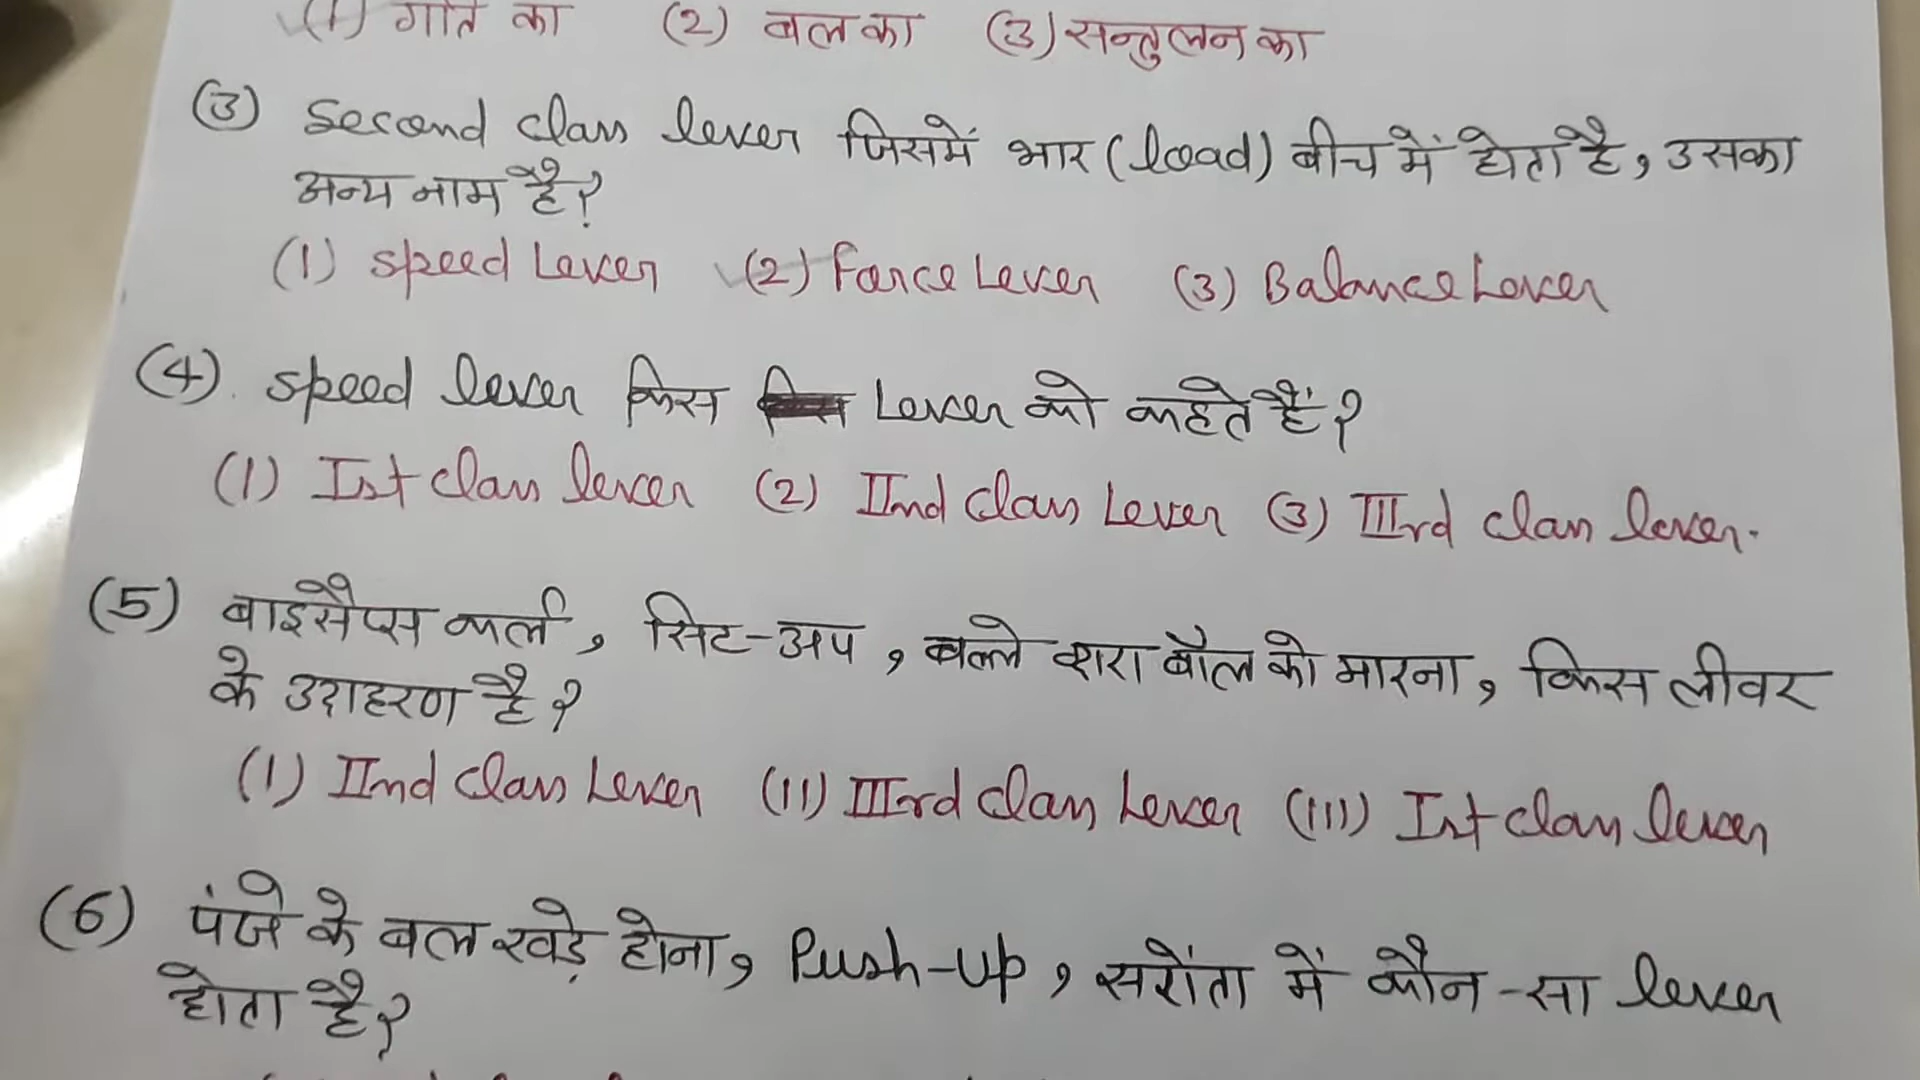 (1) गति का (2) बल का (3) सन्तुलन का
(3) Second class lever जिसमें भार (load) बीच में होता है, उसका
अन्य नाम है?
(1) speed Lever (2) Force Lever (3) Balance Lever
(4). speed lever किस Lever को कहते हैं?
(1) Ist class lever (2) IInd class Lever (3) IIIrd class lever.
(5) बाइसैप्स कर्ल, सिट-अप, बल्ले द्वारा बौल को मारना, किस लीवर
के उदाहरण है?
(I) IInd class Lever (II) IIIrd class Lever (III) Ist class lever
(6) पंजे के बल खड़े होना, Push-up, सरोंता में कौन-सा lever
होता है?